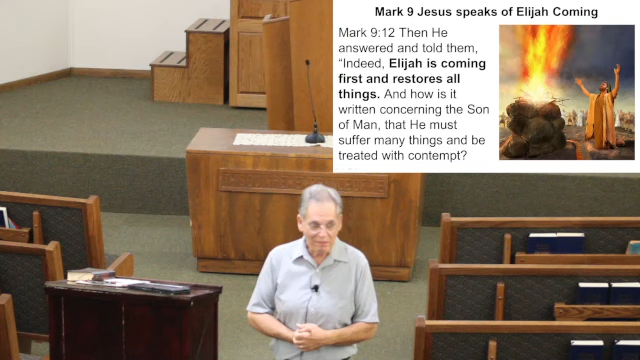 Mark 9 Jesus speaks of Elijah Coming
Mark 9:12 Then He
answered and told them,
“Indeed, Elijah is coming
first and restores all
things. And how is it
written concerning the Son
of Man, that He must
suffer many things and be
treated with contempt?